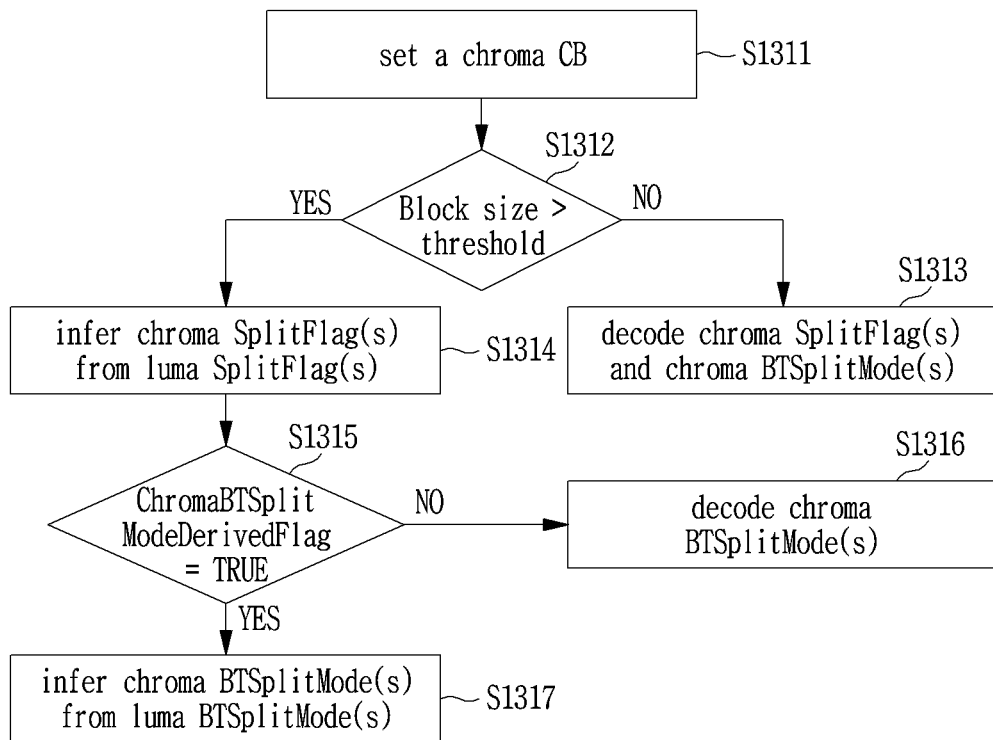 set a chroma CB
S1311
S1312
YES
Block size >
threshold
NO
S1313
infer chroma SplitFlag(s)
from luma SplitFlag(s)
S1314
decode chroma SplitFlag(s)
and chroma BTSplitMode(s)
S1315
ChromaBTSplit
ModeDerivedFlag
= TRUE
NO
S1316
decode chroma
BTSplitMode(s)
YES
infer chroma BTSplitMode(s)
from luma BTSplitMode(s)
S1317